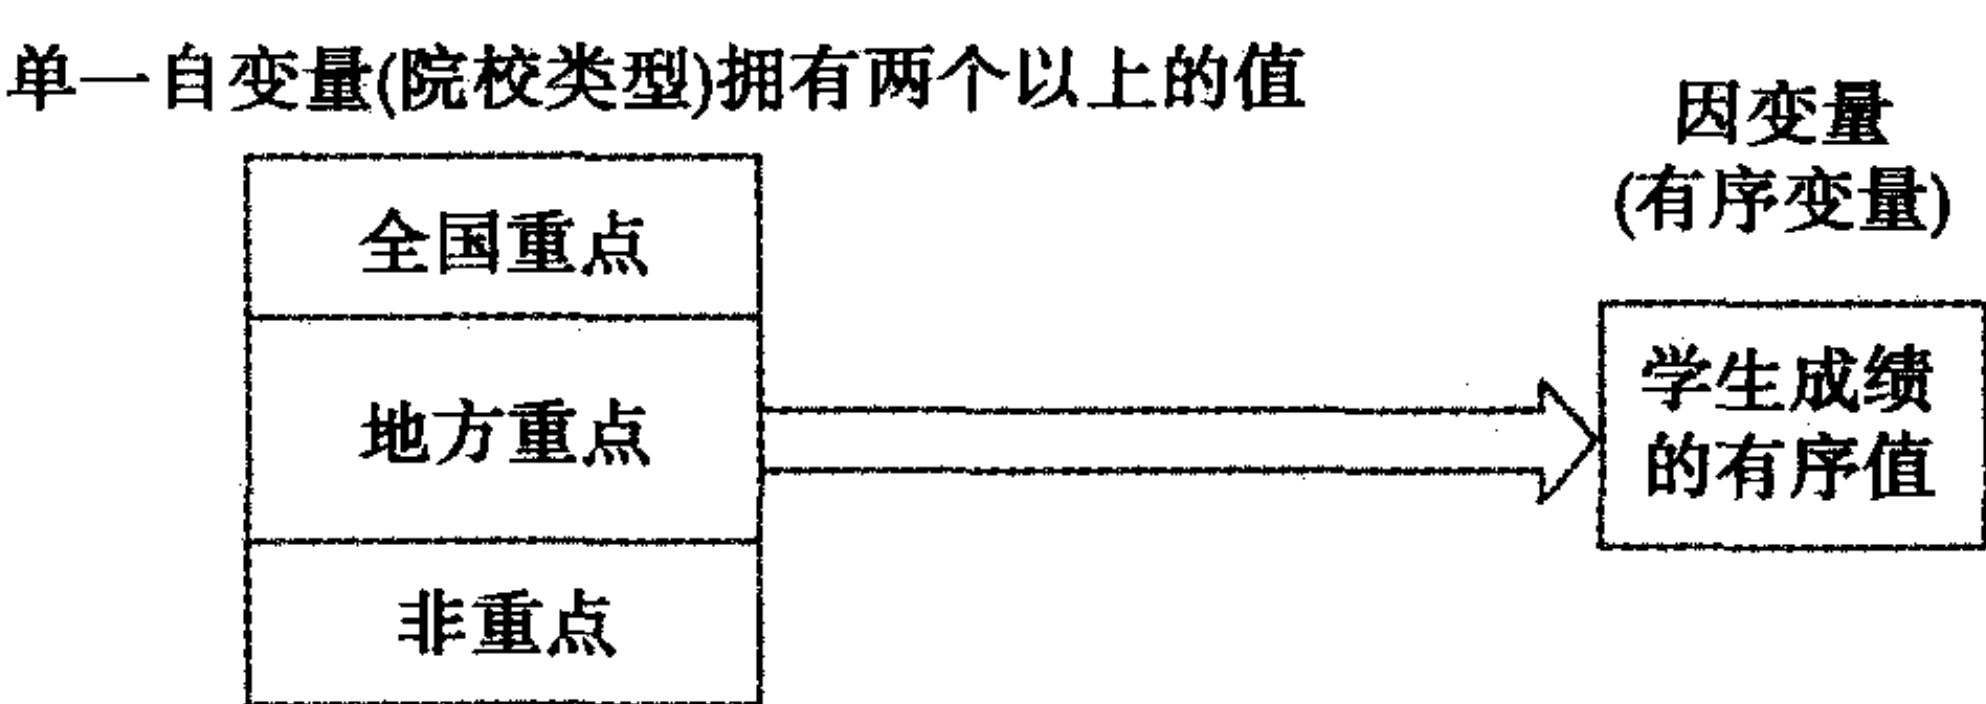 单一自变量(院校类型)拥有两个以上的值
因变量
(有序变量)
全国重点
地方重点
非重点
学生成绩
的有序值